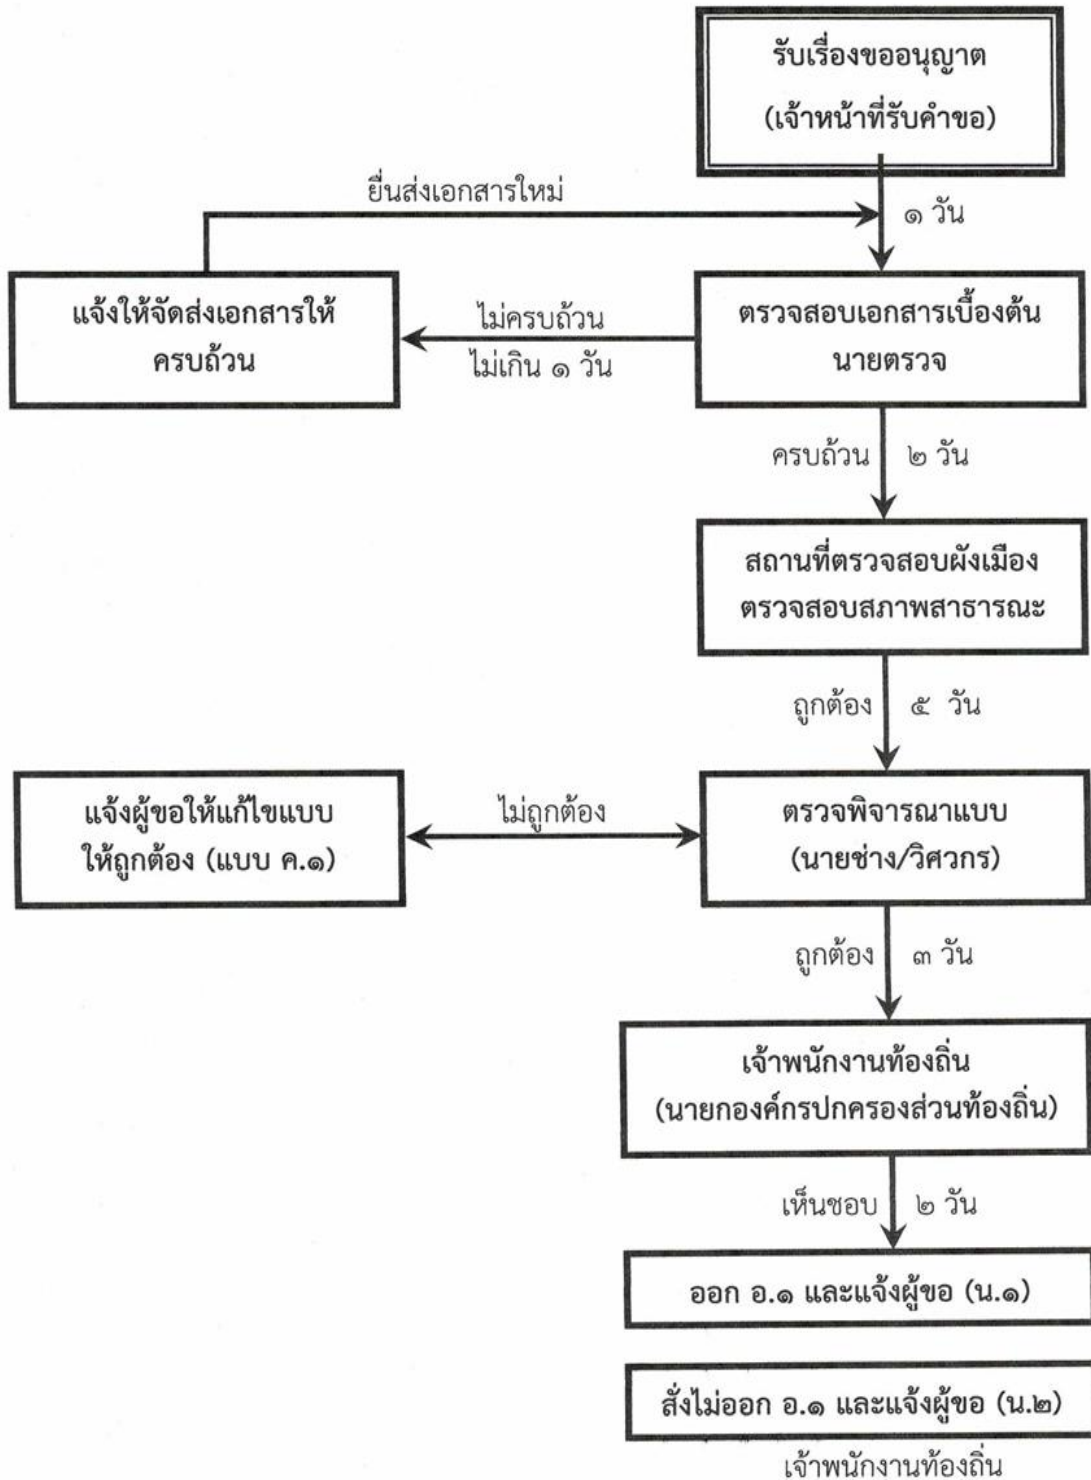 รับเรื่องขออนุญาต
(เจ้าหน้าที่รับคำขอ)
ยื่นส่งเอกสารใหม่
๑ วัน
แจ้งให้จัดส่งเอกสารให้
ครบถ้วน
ไม่ครบถ้วน
ไม่เกิน ๑ วัน
ตรวจสอบเอกสารเบื้องต้น
นายตรวจ
ครบถ้วน ๒ วัน
สถานที่ตรวจสอบผังเมือง
ตรวจสอบสภาพสาธารณะ
ถูกต้อง ๕ วัน
แจ้งผู้ขอให้แก้ไขแบบ
ให้ถูกต้อง (แบบ ค.๑)
ไม่ถูกต้อง
ตรวจพิจารณาแบบ
(นายช่าง/วิศวกร)
ถูกต้อง ๓ วัน
เจ้าพนักงานท้องถิ่น
(นายกองค์กรปกครองส่วนท้องถิ่น)
เห็นชอบ ๒ วัน
ออก อ.๑ และแจ้งผู้ขอ (น.๑)
สั่งไม่ออก อ.๑ และแจ้งผู้ขอ (น.๒)
เจ้าพนักงานท้องถิ่น